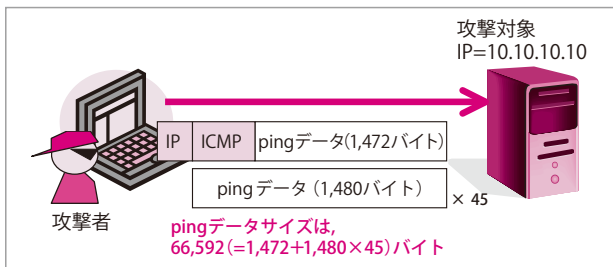 攻撃対象
IP=10.10.10.10
IP ICMP pingデータ(1,472バイト)
pingデータ（1,480バイト） × 45
攻撃者
pingデータサイズは，
66,592(=1,472+1,480×45)バイト